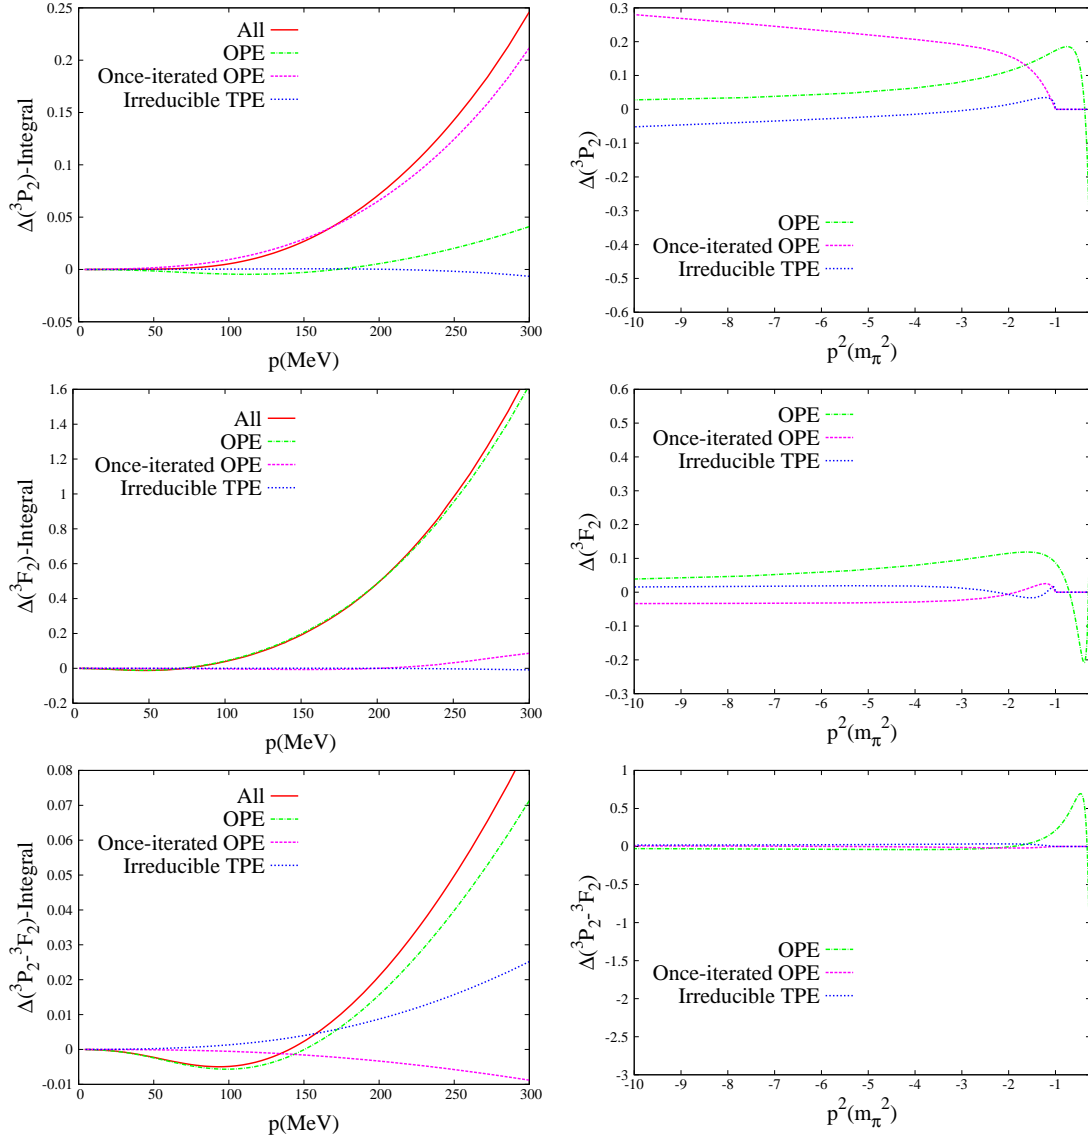 All
OPE
Once-iterated OPE
Irreducible TPE
Δ(³P₂)-Integral
0.25
0.2
0.15
0.1
0.05
0
-0.05
0 50 100 150 200 250 300
p(MeV)
OPE
Once-iterated OPE
Irreducible TPE
Δ(³P₂)
0.3
0.2
0.1
0
-0.1
-0.2
-0.3
-0.4
-0.5
-0.6
-10 -9 -8 -7 -6 -5 -4 -3 -2 -1
p^2(m_π^2)
All
OPE
Once-iterated OPE
Irreducible TPE
Δ(³F₂)-Integral
1.6
1.4
1.2
1
0.8
0.6
0.4
0.2
0
-0.2
0 50 100 150 200 250 300
p(MeV)
OPE
Once-iterated OPE
Irreducible TPE
Δ(³F₂)
0.6
0.5
0.4
0.3
0.2
0.1
0
-0.1
-0.2
-0.3
-10 -9 -8 -7 -6 -5 -4 -3 -2 -1
p^2(m_π^2)
All
OPE
Once-iterated OPE
Irreducible TPE
Δ(³P₂-³F₂)-Integral
0.08
0.07
0.06
0.05
0.04
0.03
0.02
0.01
0
-0.01
0 50 100 150 200 250 300
p(MeV)
OPE
Once-iterated OPE
Irreducible TPE
Δ(³P₂-³F₂)
1
0.5
0
-0.5
-1
-1.5
-2
-2.5
-3
-10 -9 -8 -7 -6 -5 -4 -3 -2 -1
p^2(m_π^2)